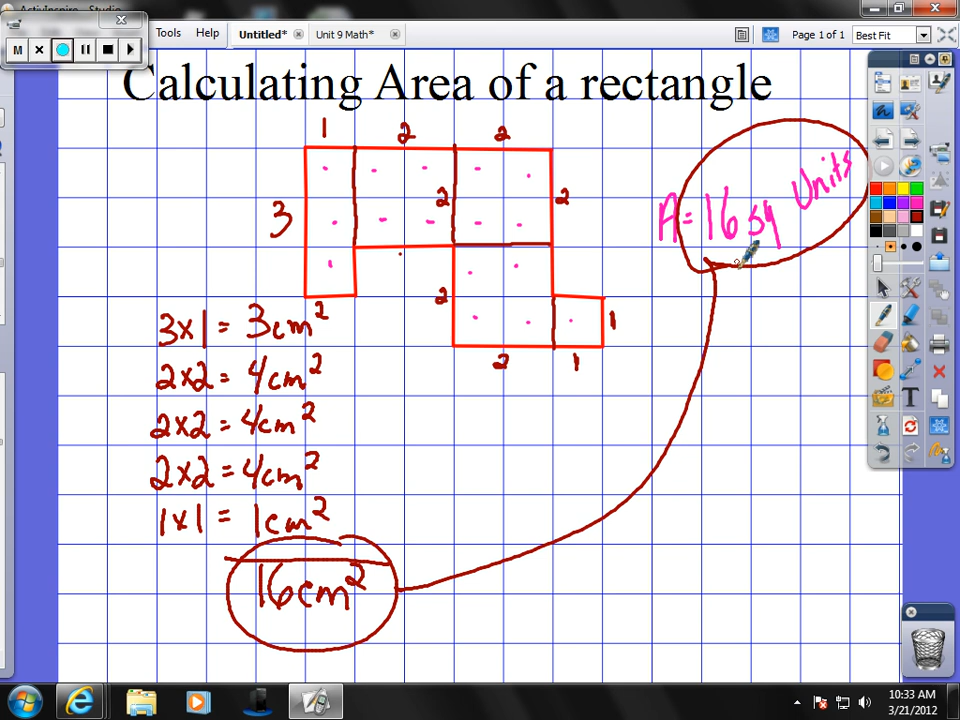 ActivInspire - Studio
Tools Help Untitled* Unit 9 Math* Page 1 of 1 Best Fit
M
Calculating Area of a rectangle
1 2 2
3 2 2
A = 16 sq Units
2 1
2 1
3x1 = 3cm²
2x2 = 4cm²
2x2 = 4cm²
2x2 = 4cm²
1x1 = 1cm²
16cm²
T
10:33 AM
3/21/2012